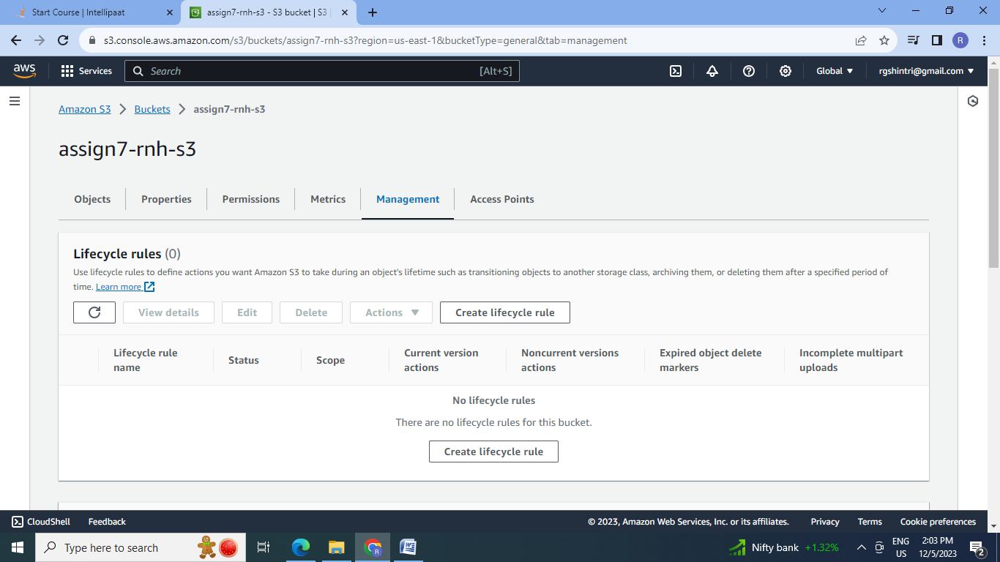 Start Course | Intellipaat
assign7-rnh-s3 - S3 bucket | S3 |
s3.console.aws.amazon.com/s3/buckets/assign7-rnh-s3?region=us-east-1&bucketType=general&tab=management
R
aws
Services
Search
[Alt+S]
Global
rgshintri@gmail.com
Amazon S3 > Buckets > assign7-rnh-s3
assign7-rnh-s3
Objects
Properties
Permissions
Metrics
Management
Access Points
Lifecycle rules (0)
Use lifecycle rules to define actions you want Amazon S3 to take during an object's lifetime such as transitioning objects to another storage class, archiving them, or deleting them after a specified period of
time. Learn more
View details
Edit
Delete
Actions
Create lifecycle rule
Lifecycle rule
name
Status
Scope
Current version
actions
Noncurrent versions
actions
Expired object delete
markers
Incomplete multipart
uploads
No lifecycle rules
There are no lifecycle rules for this bucket.
Create lifecycle rule
CloudShell
Feedback
© 2023, Amazon Web Services, Inc. or its affiliates.
Privacy
Terms
Cookie preferences
Type here to search
Nifty bank +1.32%
ENG
US
2:03 PM
12/5/2023
2